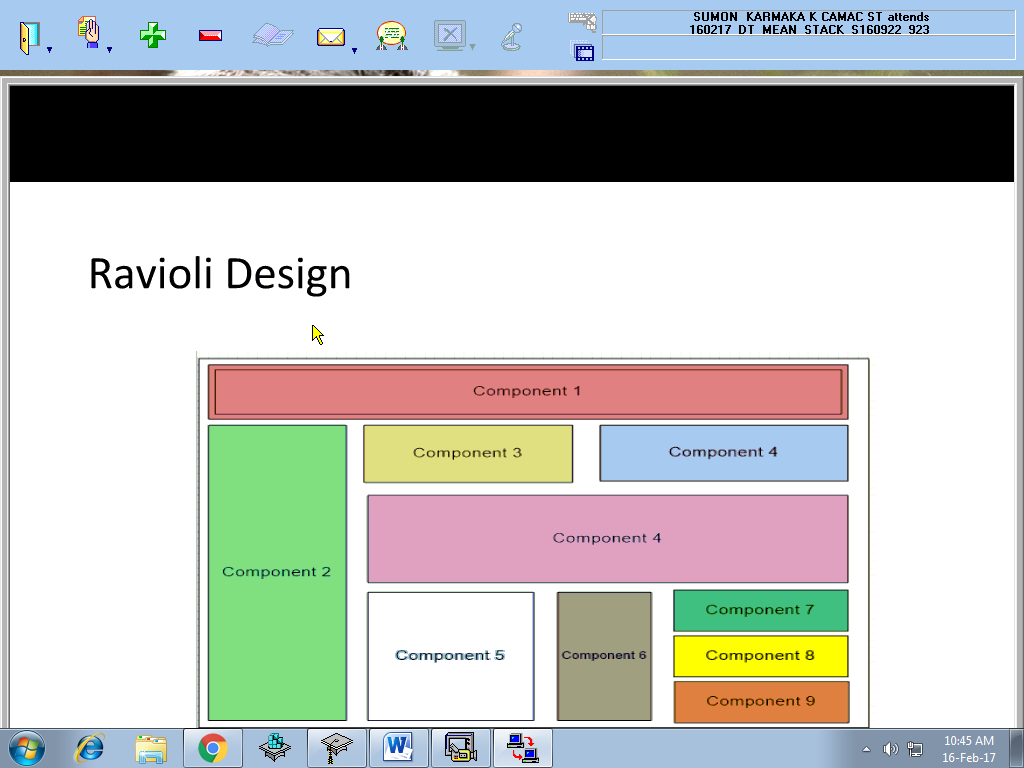 SUMON KARMAKA K CAMAC ST attends
160217 DT MEAN STACK S160922 923
Ravioli Design
Component 1
Component 3
Component 4
Component 4
Component 2
Component 5
Component 6
Component 7
Component 8
Component 9
10:45 AM
16-Feb-17